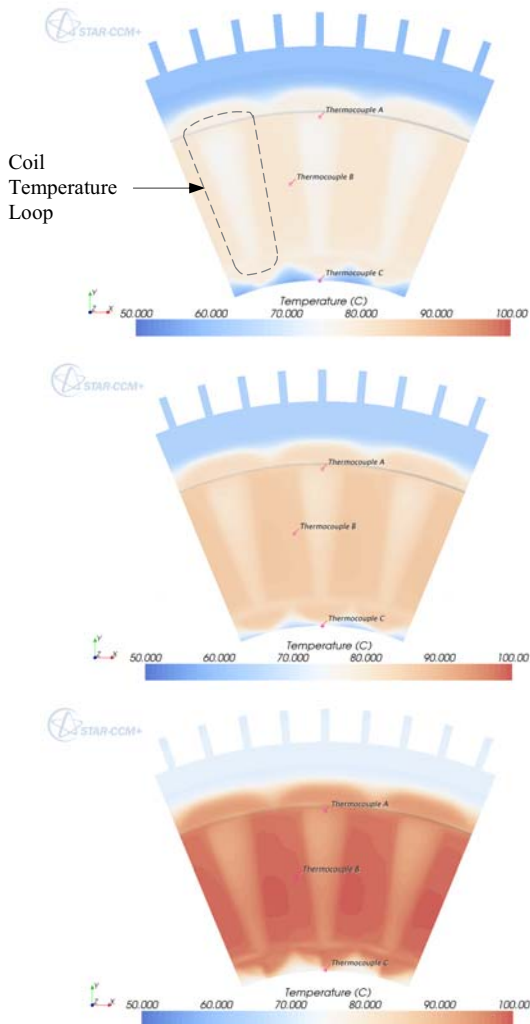 STAR-CCM+
Thermocouple A
Coil
Temperature
Loop
Thermocouple B
Thermocouple C
Y
Z X
Temperature (C)
50.000 60.000 70.000 80.000 90.000 100.00
STAR-CCM+
Thermocouple A
Thermocouple B
Thermocouple C
Y
Z X
Temperature (C)
50.000 60.000 70.000 80.000 90.000 100.00
STAR-CCM+
Thermocouple A
Thermocouple B
Thermocouple C
Y
Z X
Temperature (C)
50.000 60.000 70.000 80.000 90.000 100.00